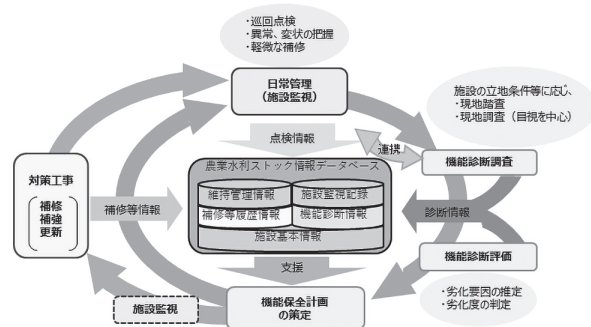 ・巡回点検
・異常、変状の把握
・軽微な補修
日常管理
（施設監視）
施設の立地条件等に応じ、
・現地踏査
・現地調査（目視を中心）
点検情報
連携
機能診断調査
農業水利ストック情報データベース
維持管理情報
施設監視記録
補修等履歴情報
機能診断情報
施設基本情報
対策工事
補修
補強
更新
補修等情報
診断情報
支援
機能診断評価
・劣化要因の推定
・劣化度の判定
施設監視
機能保全計画
の策定